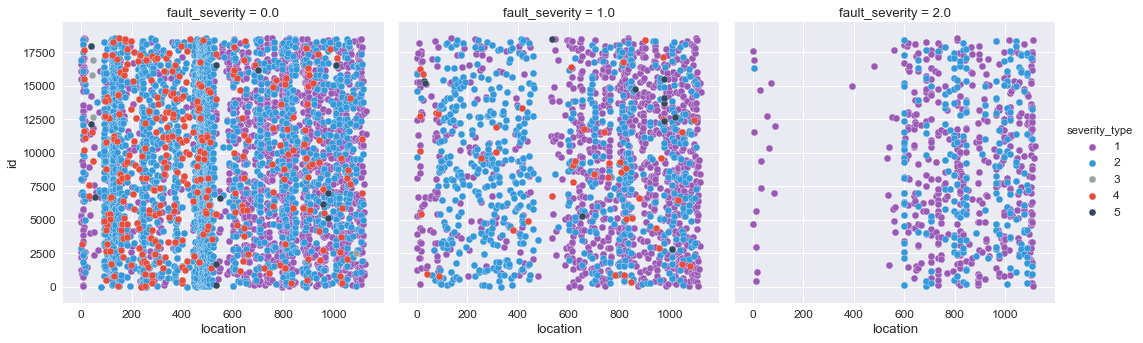 fault_severity = 0.0
fault_severity = 1.0
fault_severity = 2.0
17500
15000
12500
10000
7500
5000
2500
0
id
0 200 400 600 800 1000
0 200 400 600 800 1000
0 200 400 600 800 1000
location
location
location
severity_type
1
2
3
4
5